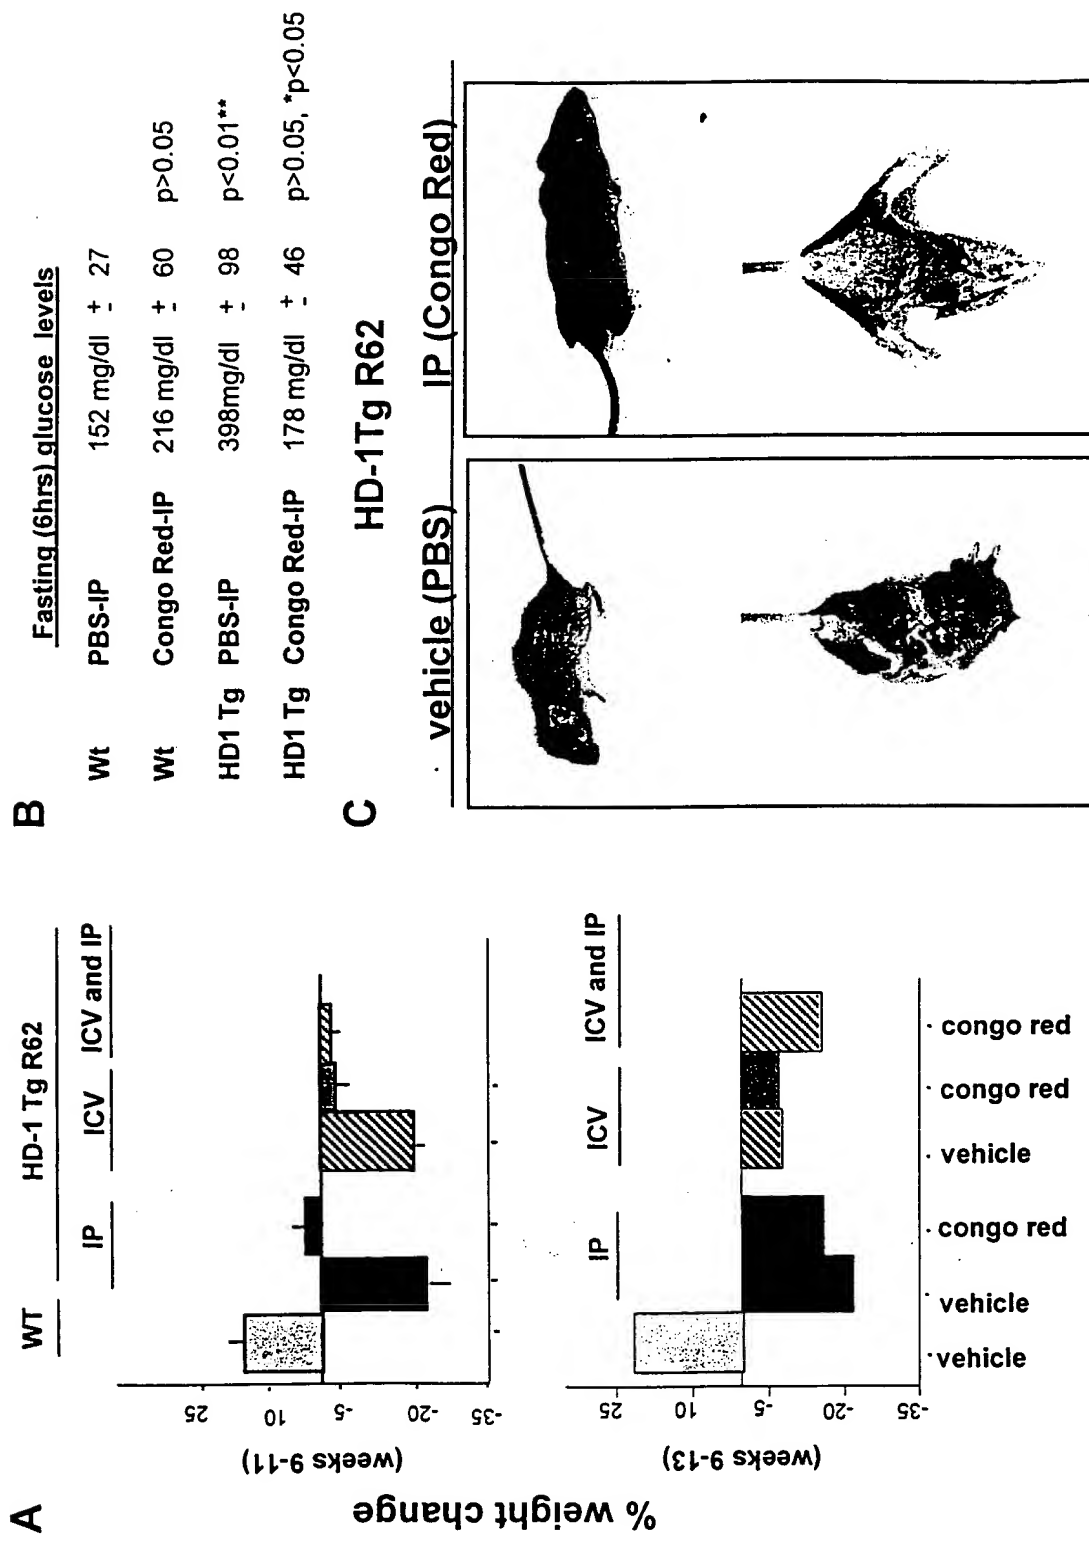 A
WT
HD-1 Tg R62
IP
ICV
ICV and IP
25
10
-5
-20
-35
(weeks 9-11)
% weight change
IP
ICV
ICV and IP
25
10
-5
-20
-35
(weeks 9-13)
vehicle
vehicle
congo red
vehicle
congo red
congo red
B
Fasting (6hrs) glucose levels
Wt PBS-IP 152 mg/dl ± 27
Wt Congo Red-IP 216 mg/dl ± 60 p>0.05
HD1 Tg PBS-IP 398mg/dl ± 98 p<0.01**
HD1 Tg Congo Red-IP 178 mg/dl ± 46 p>0.05, *p<0.05
C
HD-1Tg R62
vehicle (PBS)
IP (Congo Red)